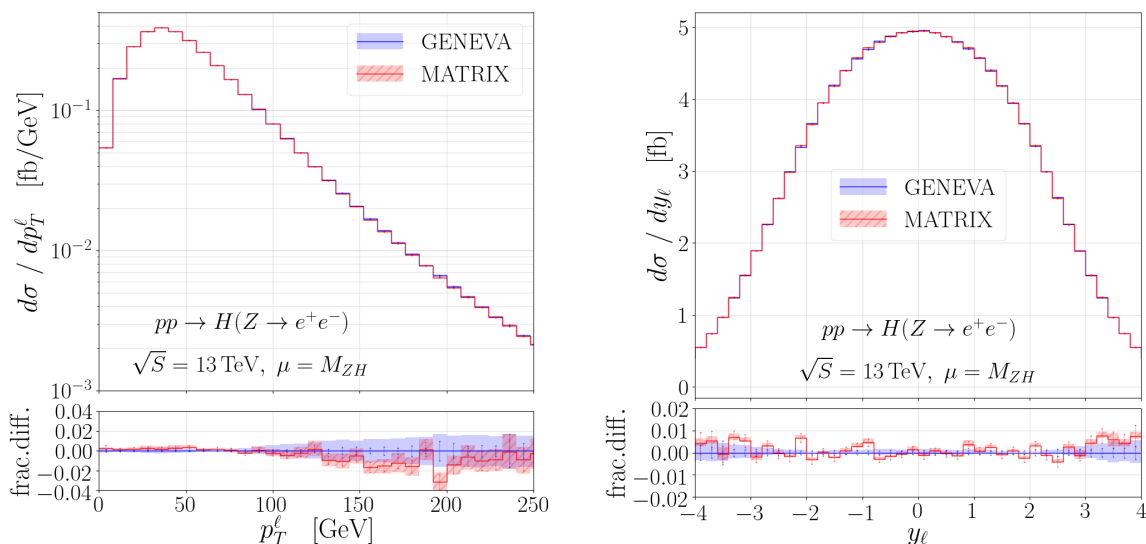 dσ / dp_T^ℓ [fb/GeV]
10⁻¹
10⁻²
10⁻³
GENEVA
MATRIX
pp → H(Z → e⁺e⁻)
√S = 13 TeV, μ = M_ZH
frac.diff.
0.04
0.02
0.00
−0.02
−0.04
0
50
100
150
200
250
p_T^ℓ [GeV]
dσ / dy_ℓ [fb]
5
4
3
2
1
0
GENEVA
MATRIX
pp → H(Z → e⁺e⁻)
√S = 13 TeV, μ = M_ZH
frac.diff.
0.02
0.01
0.00
−0.01
−0.02
−4
−3
−2
−1
0
1
2
3
4
y_ℓ